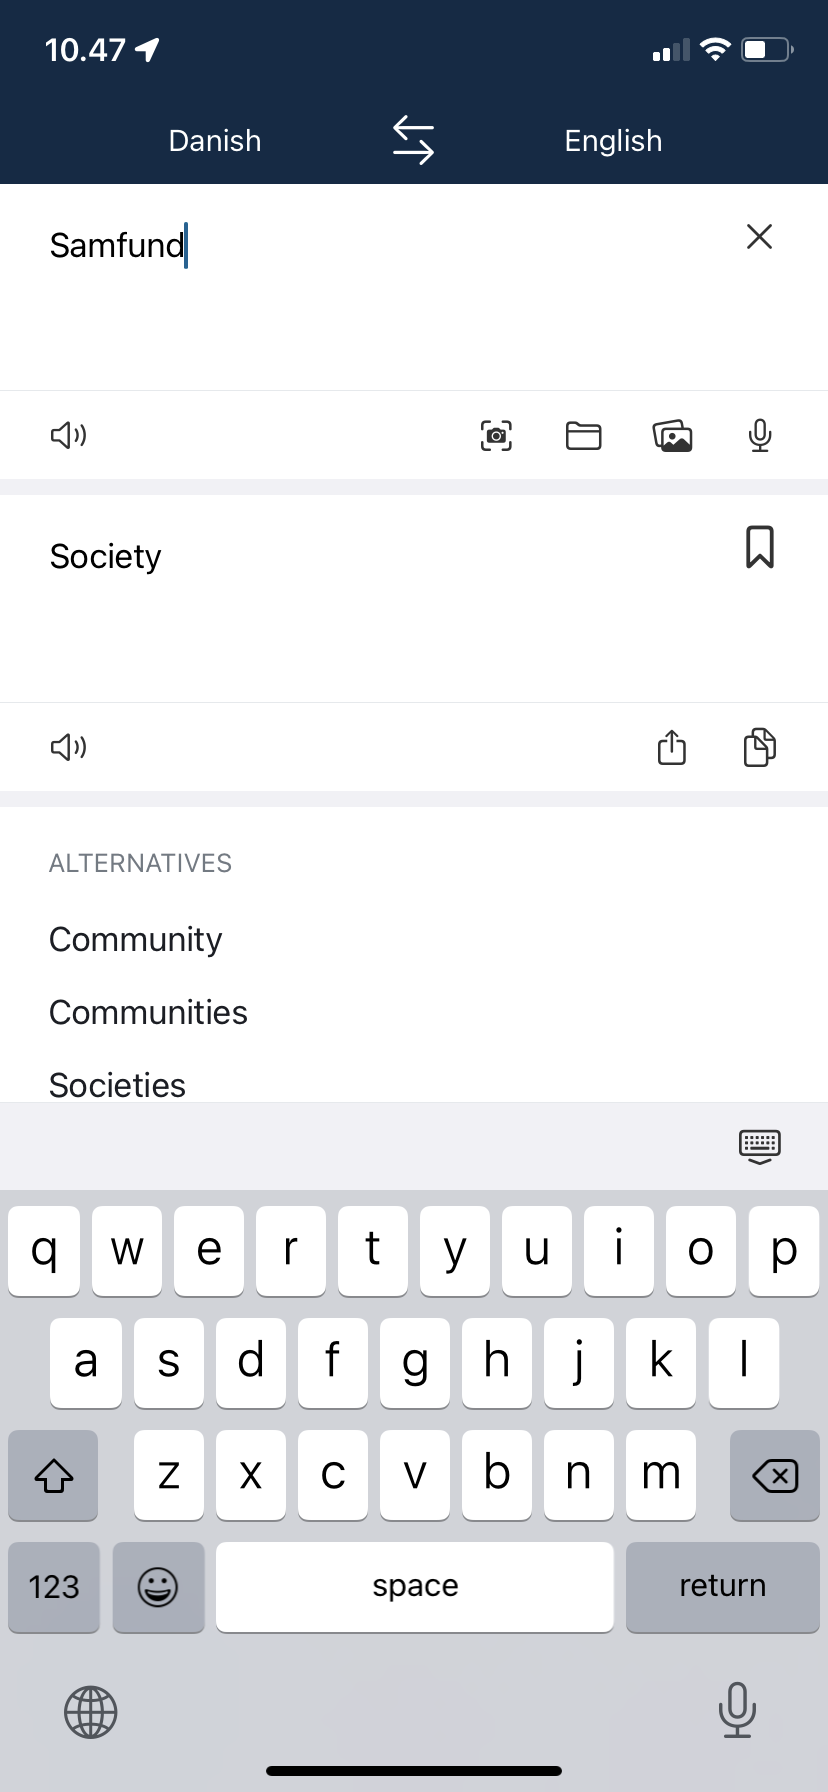 10.47
Danish English
Samfund
Society
ALTERNATIVES
Community
Communities
Societies
q w e r t y u i o p
a s d f g h j k l
z x c v b n m
123 space return